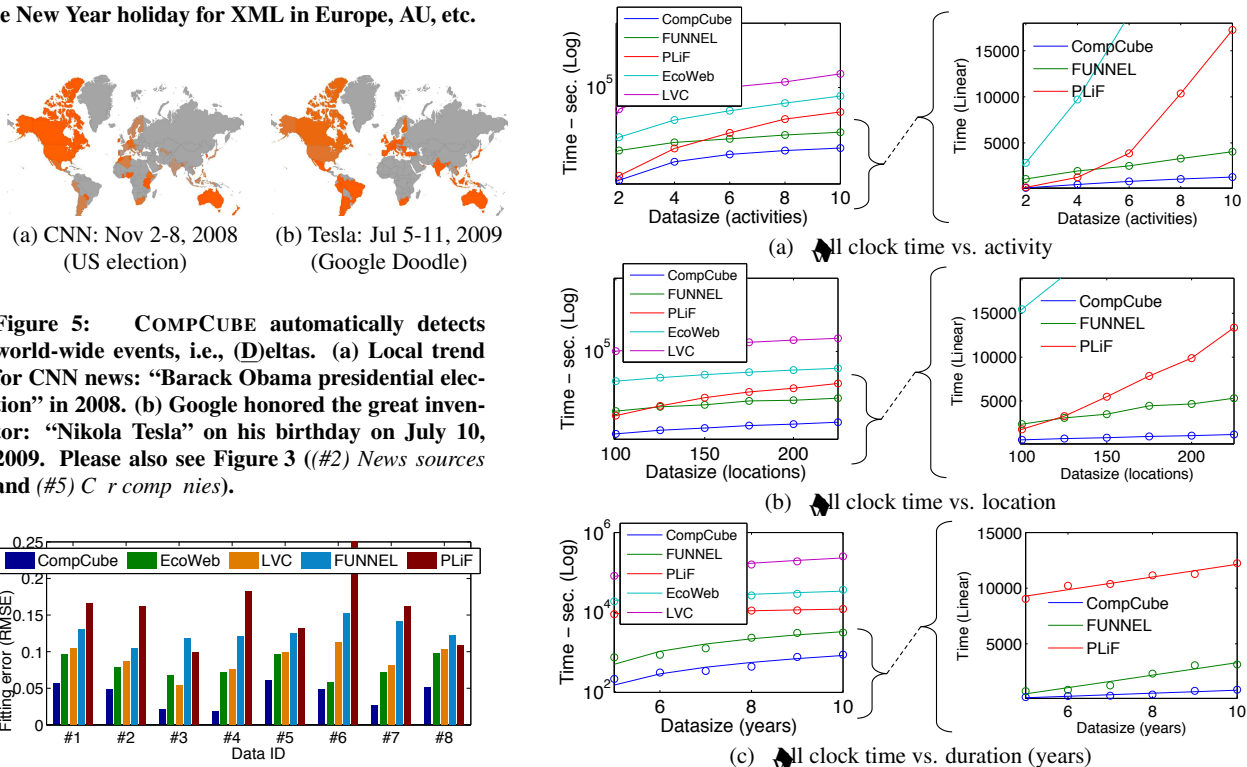 e New Year holiday for XML in Europe, AU, etc.
(a) CNN: Nov 2-8, 2008
(US election)
(b) Tesla: Jul 5-11, 2009
(Google Doodle)
Figure 5: COMPCUBE automatically detects
world-wide events, i.e., (D)eltas. (a) Local trend
for CNN news: “Barack Obama presidential elec-
tion” in 2008. (b) Google honored the great inven-
tor: “Nikola Tesla” on his birthday on July 10,
2009. Please also see Figure 3 ((#2) News sources
and (#5) C r comp nies).
0.25
CompCube EcoWeb LVC FUNNEL PLiF
0.2
0.15
0.1
0.05
0
Fitting error (RMSE)
#1 #2 #3 #4 #5 #6 #7 #8
Data ID
CompCube
FUNNEL
PLiF
EcoWeb
LVC
Time − sec. (Log)
10^5
2 4 6 8 10
Datasize (activities)
15000
10000
5000
Time (Linear)
CompCube
FUNNEL
PLiF
2 4 6 8 10
Datasize (activities)
(a) ll clock time vs. activity
CompCube
FUNNEL
PLiF
EcoWeb
LVC
Time − sec. (Log)
10^5
100 150 200
Datasize (locations)
15000
10000
5000
Time (Linear)
CompCube
FUNNEL
PLiF
100 150 200
Datasize (locations)
(b) ll clock time vs. location
10^6
10^4
10^2
Time − sec. (Log)
CompCube
FUNNEL
PLiF
EcoWeb
LVC
6 8 10
Datasize (years)
15000
10000
5000
Time (Linear)
CompCube
FUNNEL
PLiF
6 8 10
Datasize (years)
(c) ll clock time vs. duration (years)